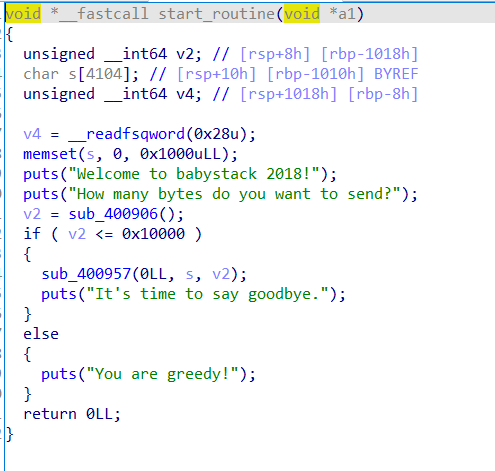 void *__fastcall start_routine(void *a1)
{
  unsigned __int64 v2; // [rsp+8h] [rbp-1018h]
  char s[4104]; // [rsp+10h] [rbp-1010h] BYREF
  unsigned __int64 v4; // [rsp+1018h] [rbp-8h]

  v4 = __readfsqword(0x28u);
  memset(s, 0, 0x1000uLL);
  puts("Welcome to babystack 2018!");
  puts("How many bytes do you want to send?");
  v2 = sub_400906();
  if ( v2 <= 0x10000 )
  {
    sub_400957(0LL, s, v2);
    puts("It's time to say goodbye.");
  }
  else
  {
    puts("You are greedy!");
  }
  return 0LL;
}